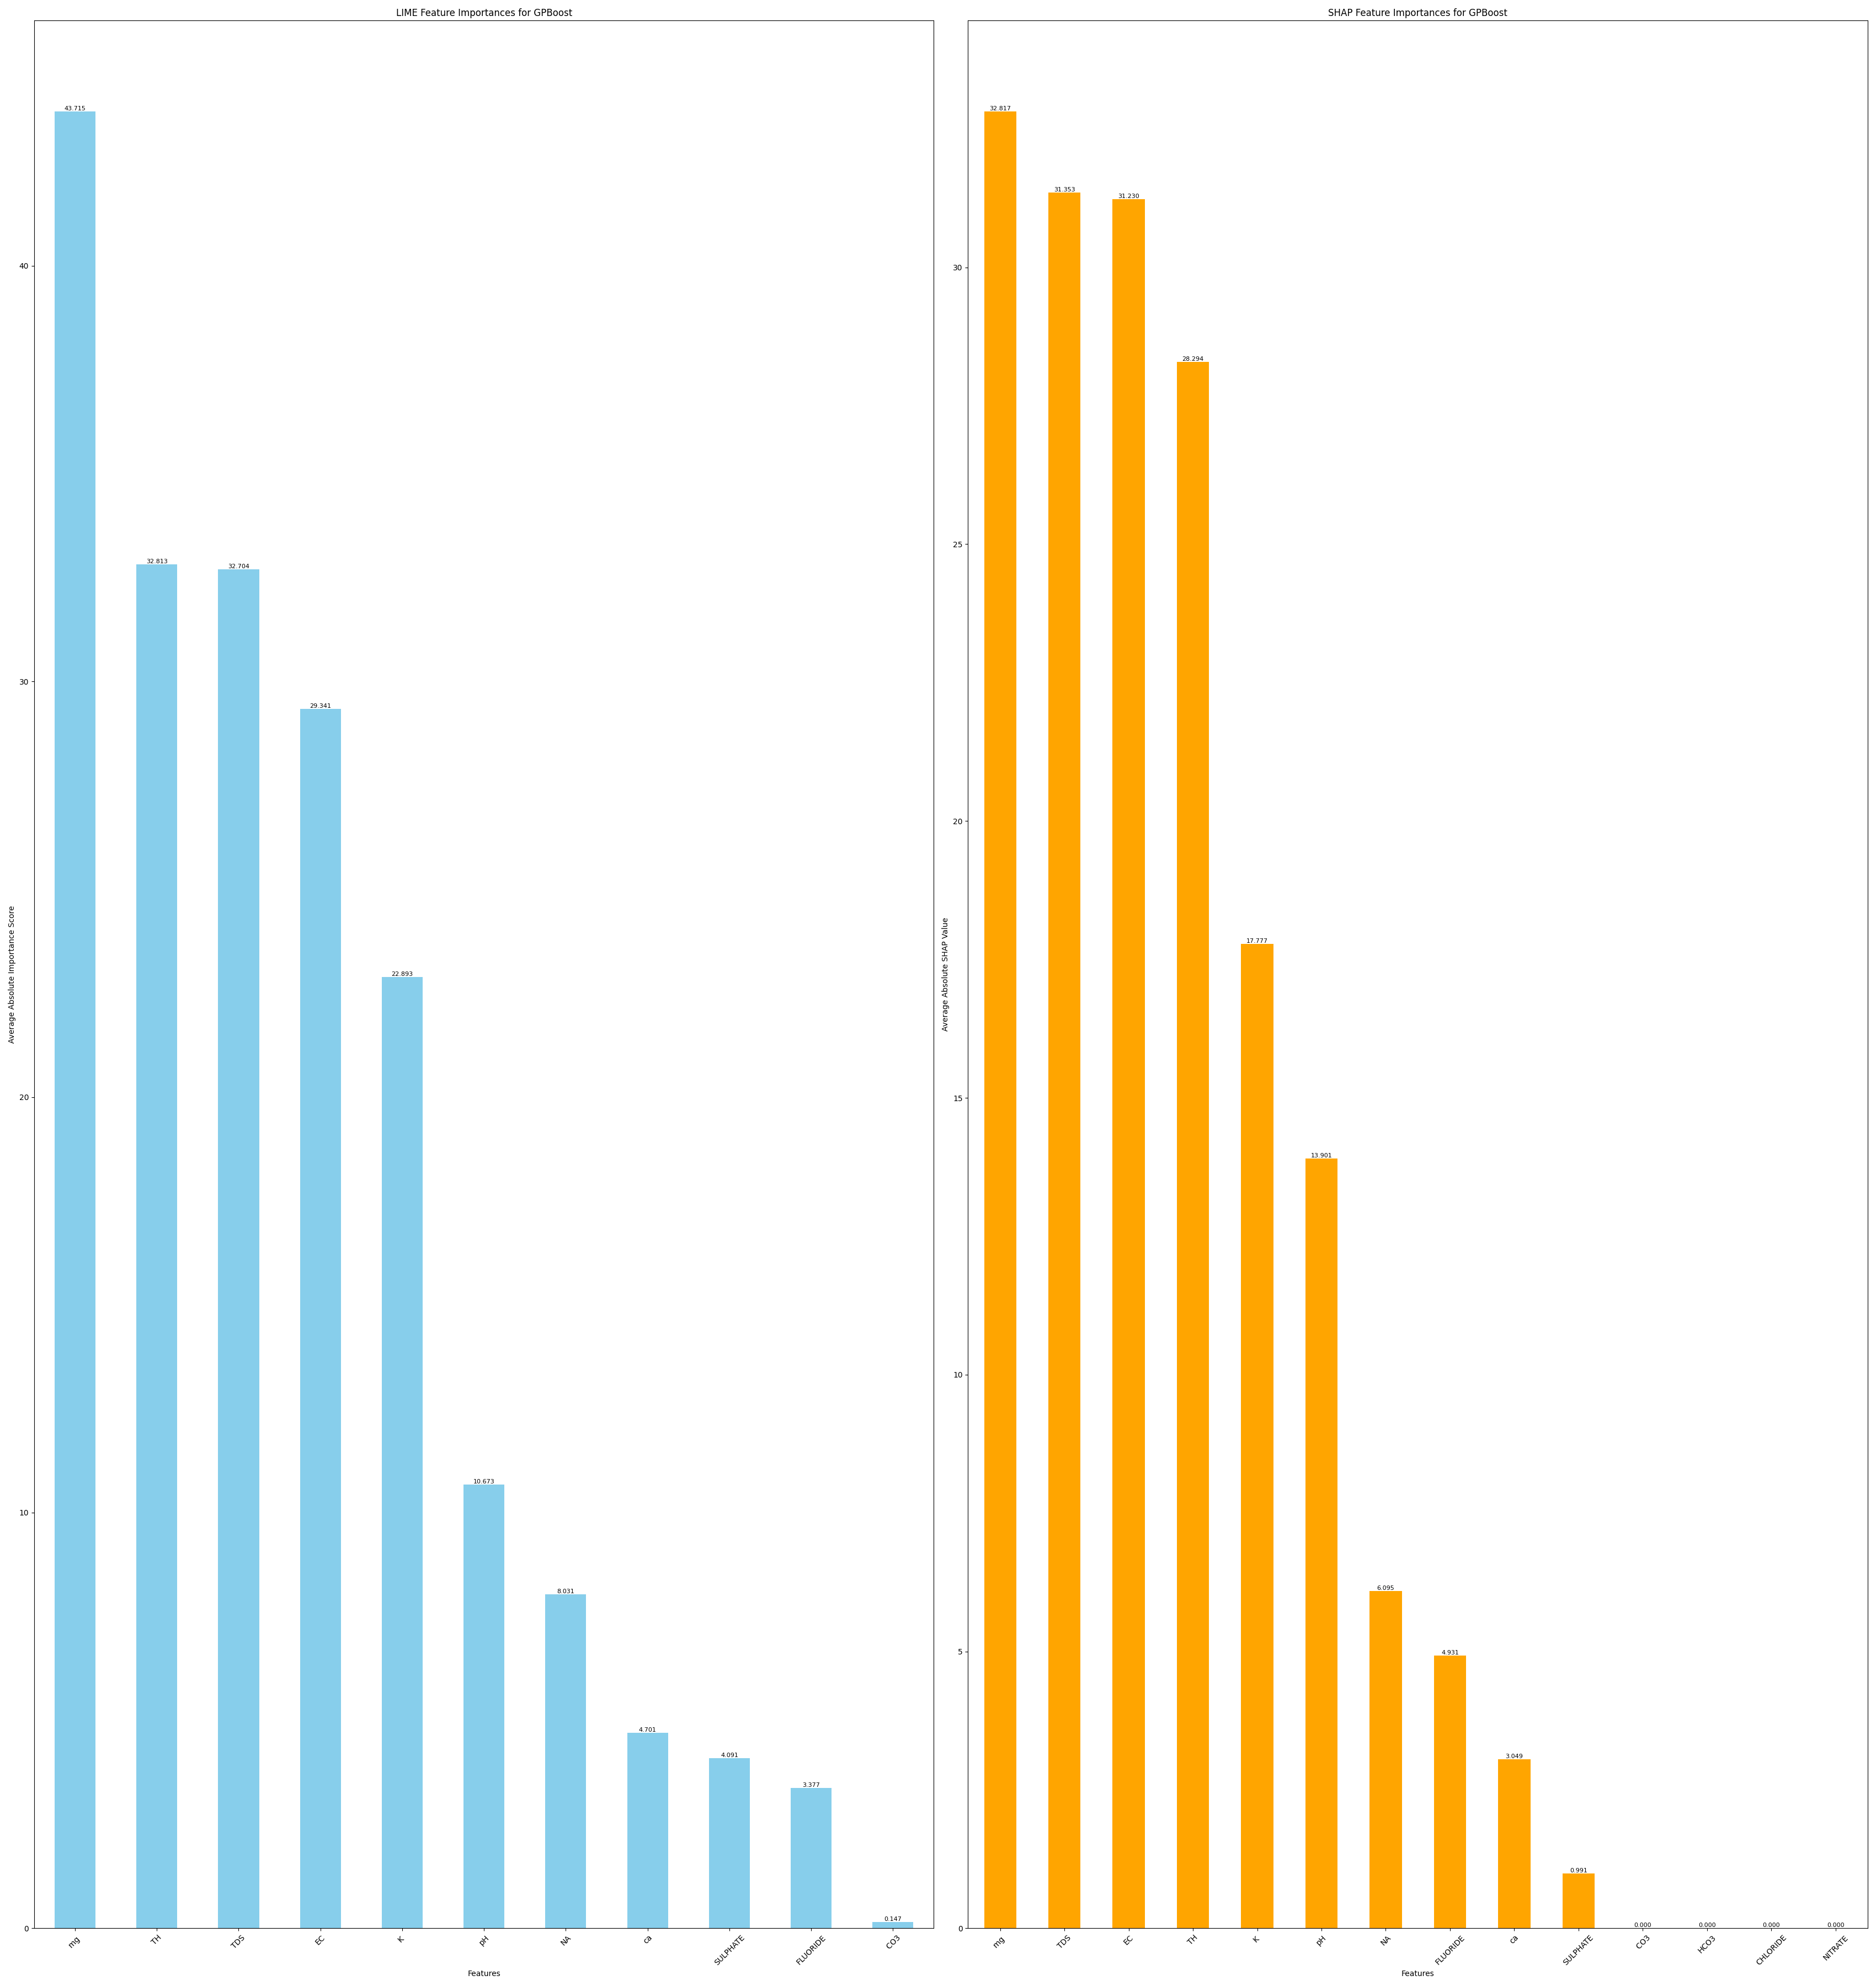 LIME Feature Importances for GPBoost
Average Absolute Importance Score
40
30
20
10
0
43.715
32.813
32.704
29.341
22.893
10.673
8.031
4.701
4.091
3.377
0.147
mg
TH
TDS
EC
K
pH
NA
ca
SULPHATE
FLUORIDE
CO3
Features
SHAP Feature Importances for GPBoost
Average Absolute SHAP Value
30
25
20
15
10
5
0
32.817
31.353
31.230
28.294
17.777
13.901
6.095
4.931
3.049
0.991
0.000
0.000
0.000
0.000
mg
TDS
EC
TH
K
pH
NA
FLUORIDE
ca
SULPHATE
CO3
HCO3
CHLORIDE
NITRATE
Features